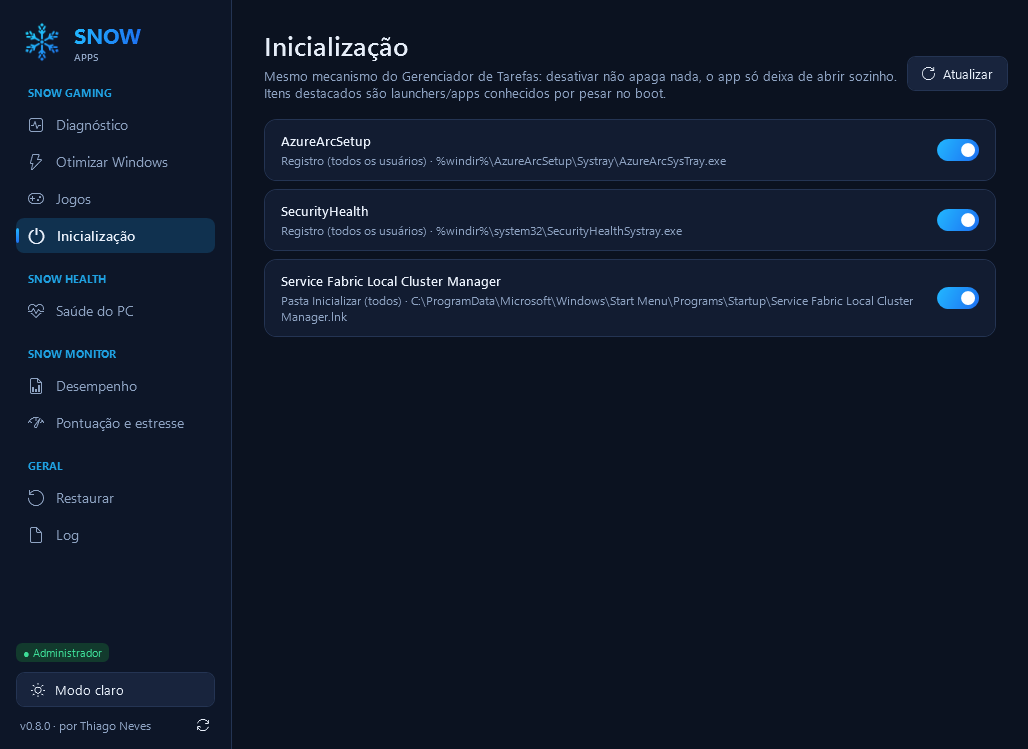 SNOW
APPS
SNOW GAMING
Diagnóstico
Otimizar Windows
Jogos
Inicialização
SNOW HEALTH
Saúde do PC
SNOW MONITOR
Desempenho
Pontuação e estresse
GERAL
Restaurar
Log
Administrador
Modo claro
v0.8.0 · por Thiago Neves
Inicialização
Mesmo mecanismo do Gerenciador de Tarefas: desativar não apaga nada, o app só deixa de abrir sozinho.
Itens destacados são launchers/apps conhecidos por pesar no boot.
Atualizar
AzureArcSetup
Registro (todos os usuários) · %windir%\AzureArcSetup\Systray\AzureArcSysTray.exe
SecurityHealth
Registro (todos os usuários) · %windir%\system32\SecurityHealthSystray.exe
Service Fabric Local Cluster Manager
Pasta Inicializar (todos) · C:\ProgramData\Microsoft\Windows\Start Menu\Programs\Startup\Service Fabric Local Cluster
Manager.lnk